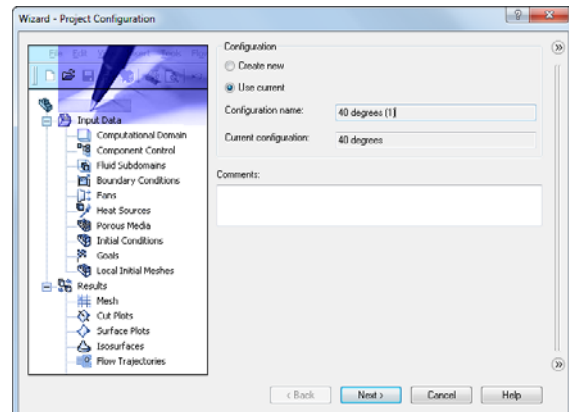 Wizard - Project Configuration
Input Data
Computational Domain
Component Control
Fluid Subdomains
Boundary Conditions
Fans
Heat Sources
Porous Media
Initial Conditions
Goals
Local Initial Meshes
Results
Mesh
Cut Plots
Surface Plots
Isosurfaces
Flow Trajectories
Configuration
Create new
Use current
Configuration name: 40 degrees (1)
Current configuration: 40 degrees
Comments:
< Back Next > Cancel Help